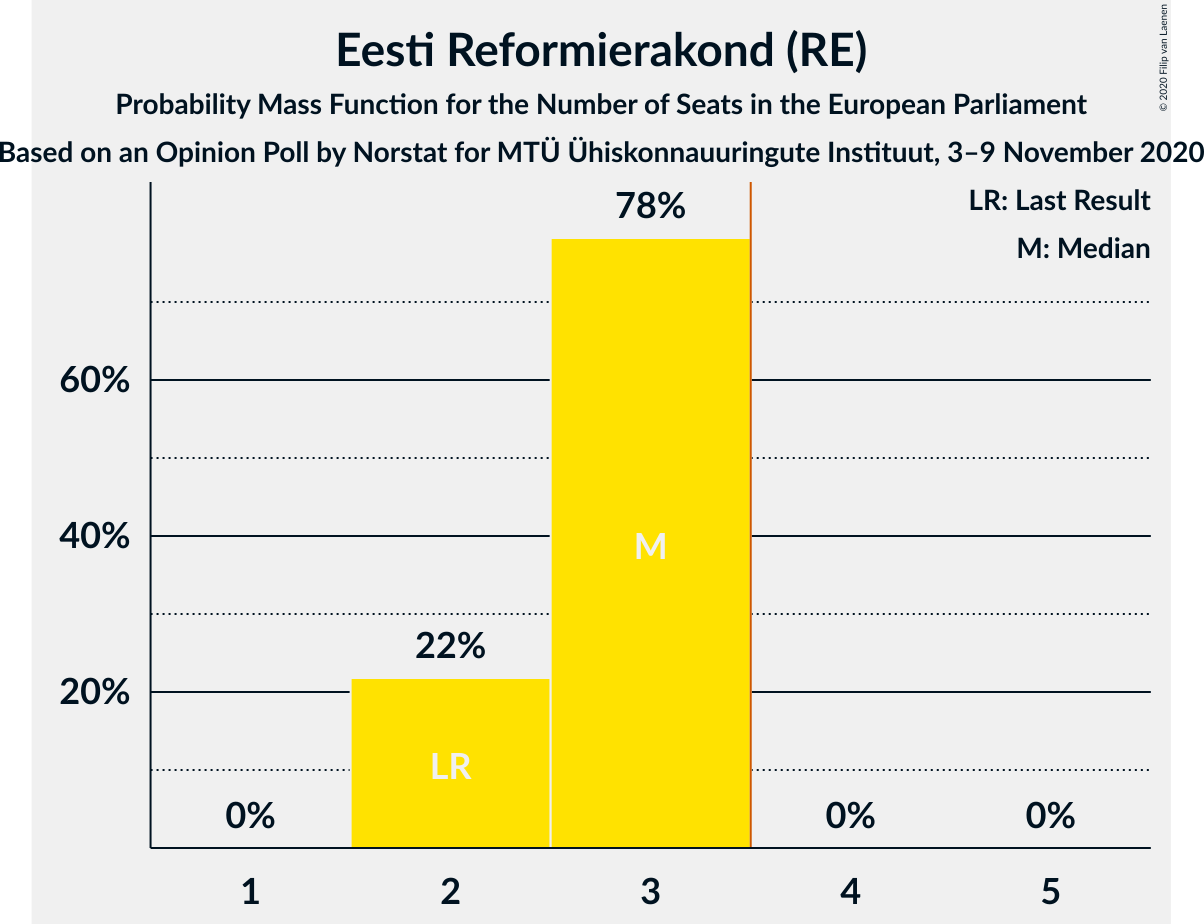 Eesti Reformierakond (RE)
Probability Mass Function for the Number of Seats in the European Parliament
Based on an Opinion Poll by Norstat for MTÜ Ühiskonnauuringute Instituut, 3–9 November 2020
© 2020 Filip van Laenen
LR: Last Result
M: Median
78%
60%
40%
20%
22%
M
LR
0%
0%
0%
1
2
3
4
5